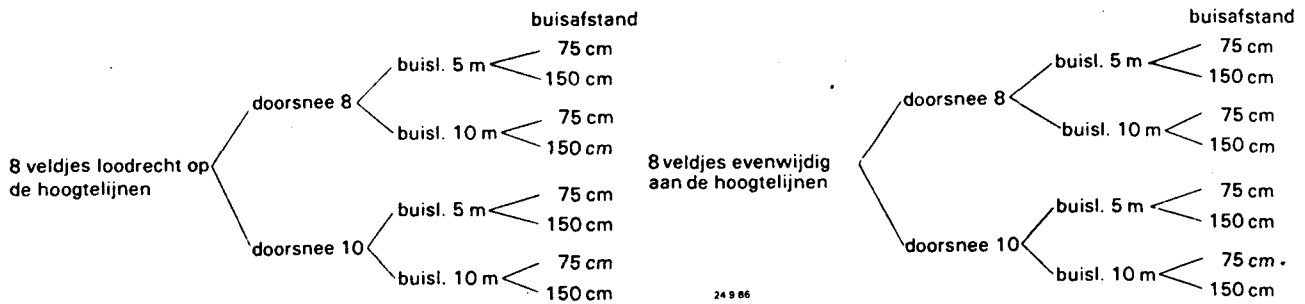 buisafstand
75 cm
buisl. 5 m
150 cm
doorsnee 8
75 cm
buisl. 10 m
150 cm
8 veldjes loodrecht op
de hoogtelijnen
75 cm
buisl. 5 m
150 cm
doorsnee 10
75 cm
buisl. 10 m
150 cm
buisafstand
75 cm
buisl. 5 m
150 cm
doorsnee 8
75 cm
buisl. 10 m
150 cm
8 veldjes evenwijdig
aan de hoogtelijnen
75 cm
buisl. 5 m
150 cm
doorsnee 10
75 cm
buisl. 10 m
150 cm
24 9 86